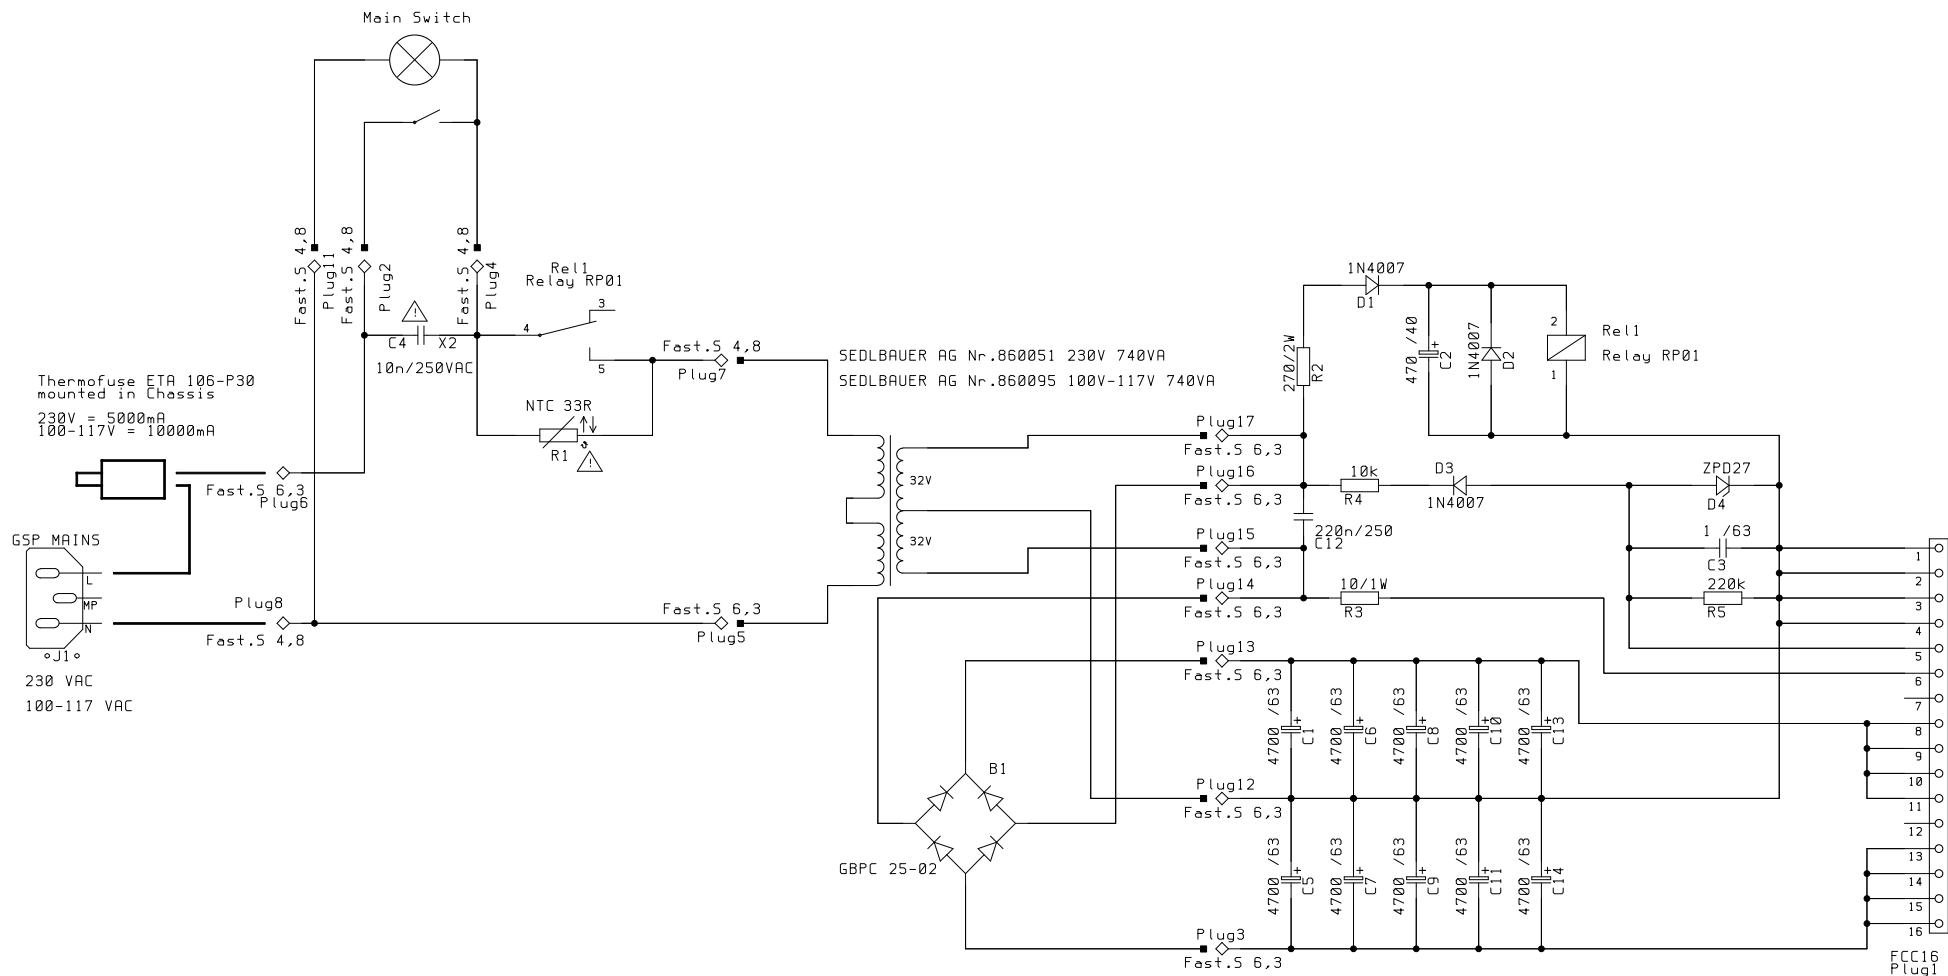 Main Switch
Fast.S 4,8
Plug11
Fast.S 4,8
Plug2
Fast.S 4,8
Plug4
Rel1
Relay RP01
3
4
5
C4
X2
10n/250VAC
Fast.S 4,8
Plug7
NTC 33R
R1
Thermofuse ETA 106-P30
mounted in Chassis
230V = 5000mA
100-117V = 10000mA
Fast.S 6,3
Plug6
GSP MAINS
L
MP
N
J1
230 VAC
100-117 VAC
Plug8
Fast.S 4,8
Fast.S 6,3
Plug5
SEDLBAUER AG Nr.860051 230V 740VA
SEDLBAUER AG Nr.860095 100V-117V 740VA
32V
32V
Plug17
Fast.S 6,3
Plug16
Fast.S 6,3
Plug15
Fast.S 6,3
Plug14
Fast.S 6,3
Plug13
Fast.S 6,3
Plug12
Fast.S 6,3
Plug3
Fast.S 6,3
B1
GBPC 25-02
1N4007
D1
270/2W
R2
470 /40
C2
1N4007
D2
2
1
Rel1
Relay RP01
10k
R4
D3
1N4007
ZPD27
D4
220n/250
C12
1 /63
C3
10/1W
R3
220k
R5
4700 /63
C1
4700 /63
C6
4700 /63
C8
4700 /63
C10
4700 /63
C13
4700 /63
C5
4700 /63
C7
4700 /63
C9
4700 /63
C11
4700 /63
C14
1
2
3
4
5
6
7
8
9
10
11
12
13
14
15
16
FCC16
Plug1